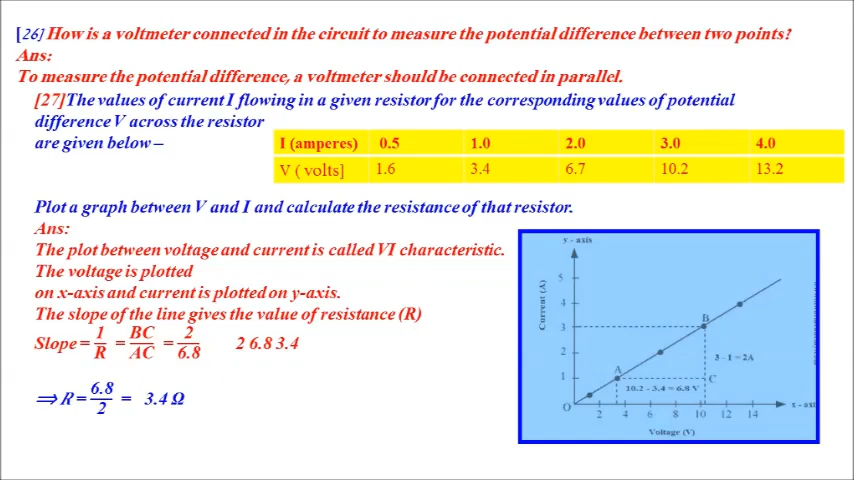 [26] How is a voltmeter connected in the circuit to measure the potential difference between two points?
Ans:
To measure the potential difference, a voltmeter should be connected in parallel.
[27]The values of current I flowing in a given resistor for the corresponding values of potential
difference V across the resistor
are given below –
I (amperes) 0.5 1.0 2.0 3.0 4.0
V ( volts] 1.6 3.4 6.7 10.2 13.2
Plot a graph between V and I and calculate the resistance of that resistor.
Ans:
The plot between voltage and current is called VI characteristic.
The voltage is plotted
on x-axis and current is plotted on y-axis.
The slope of the line gives the value of resistance (R)
Slope = 1/R = BC/AC = 2/6.8 2 6.8 3.4
⟹ R = 6.8/2 = 3.4 Ω
y - axis
Current (A)
5
4
3
2
1
O
B
A
C
3 - 1 = 2A
10.2 - 3.4 = 6.8 V
2 4 6 8 10 12 14
x - axi
Voltage (V)